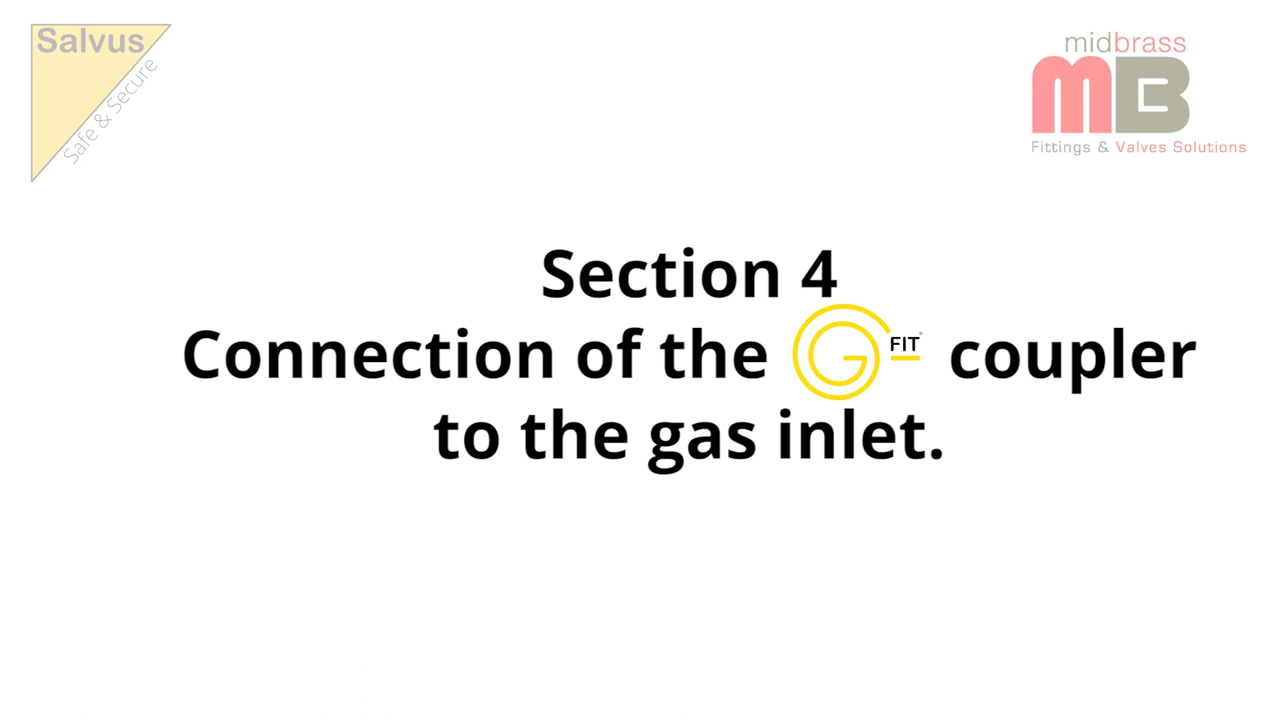 Salvus
Safe & Secure
midbrass
MB
Fittings & Valves Solutions
Section 4
Connection of the G FIT® coupler
to the gas inlet.